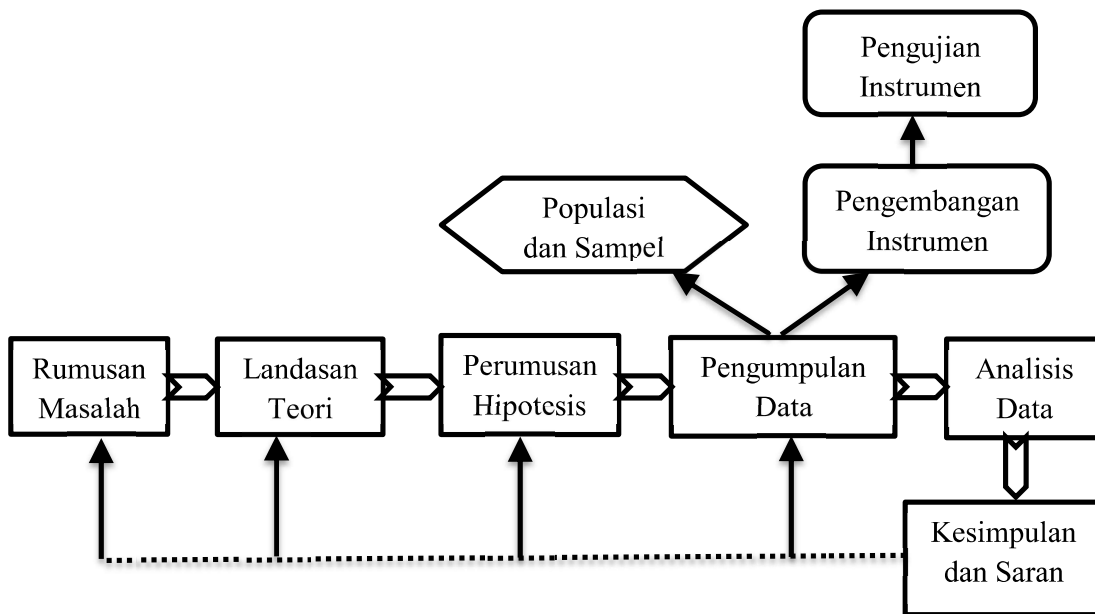 Pengujian
Instrumen
Populasi
dan Sampel
Pengembangan
Instrumen
Rumusan
Masalah
Landasan
Teori
Perumusan
Hipotesis
Pengumpulan
Data
Analisis
Data
Kesimpulan
dan Saran